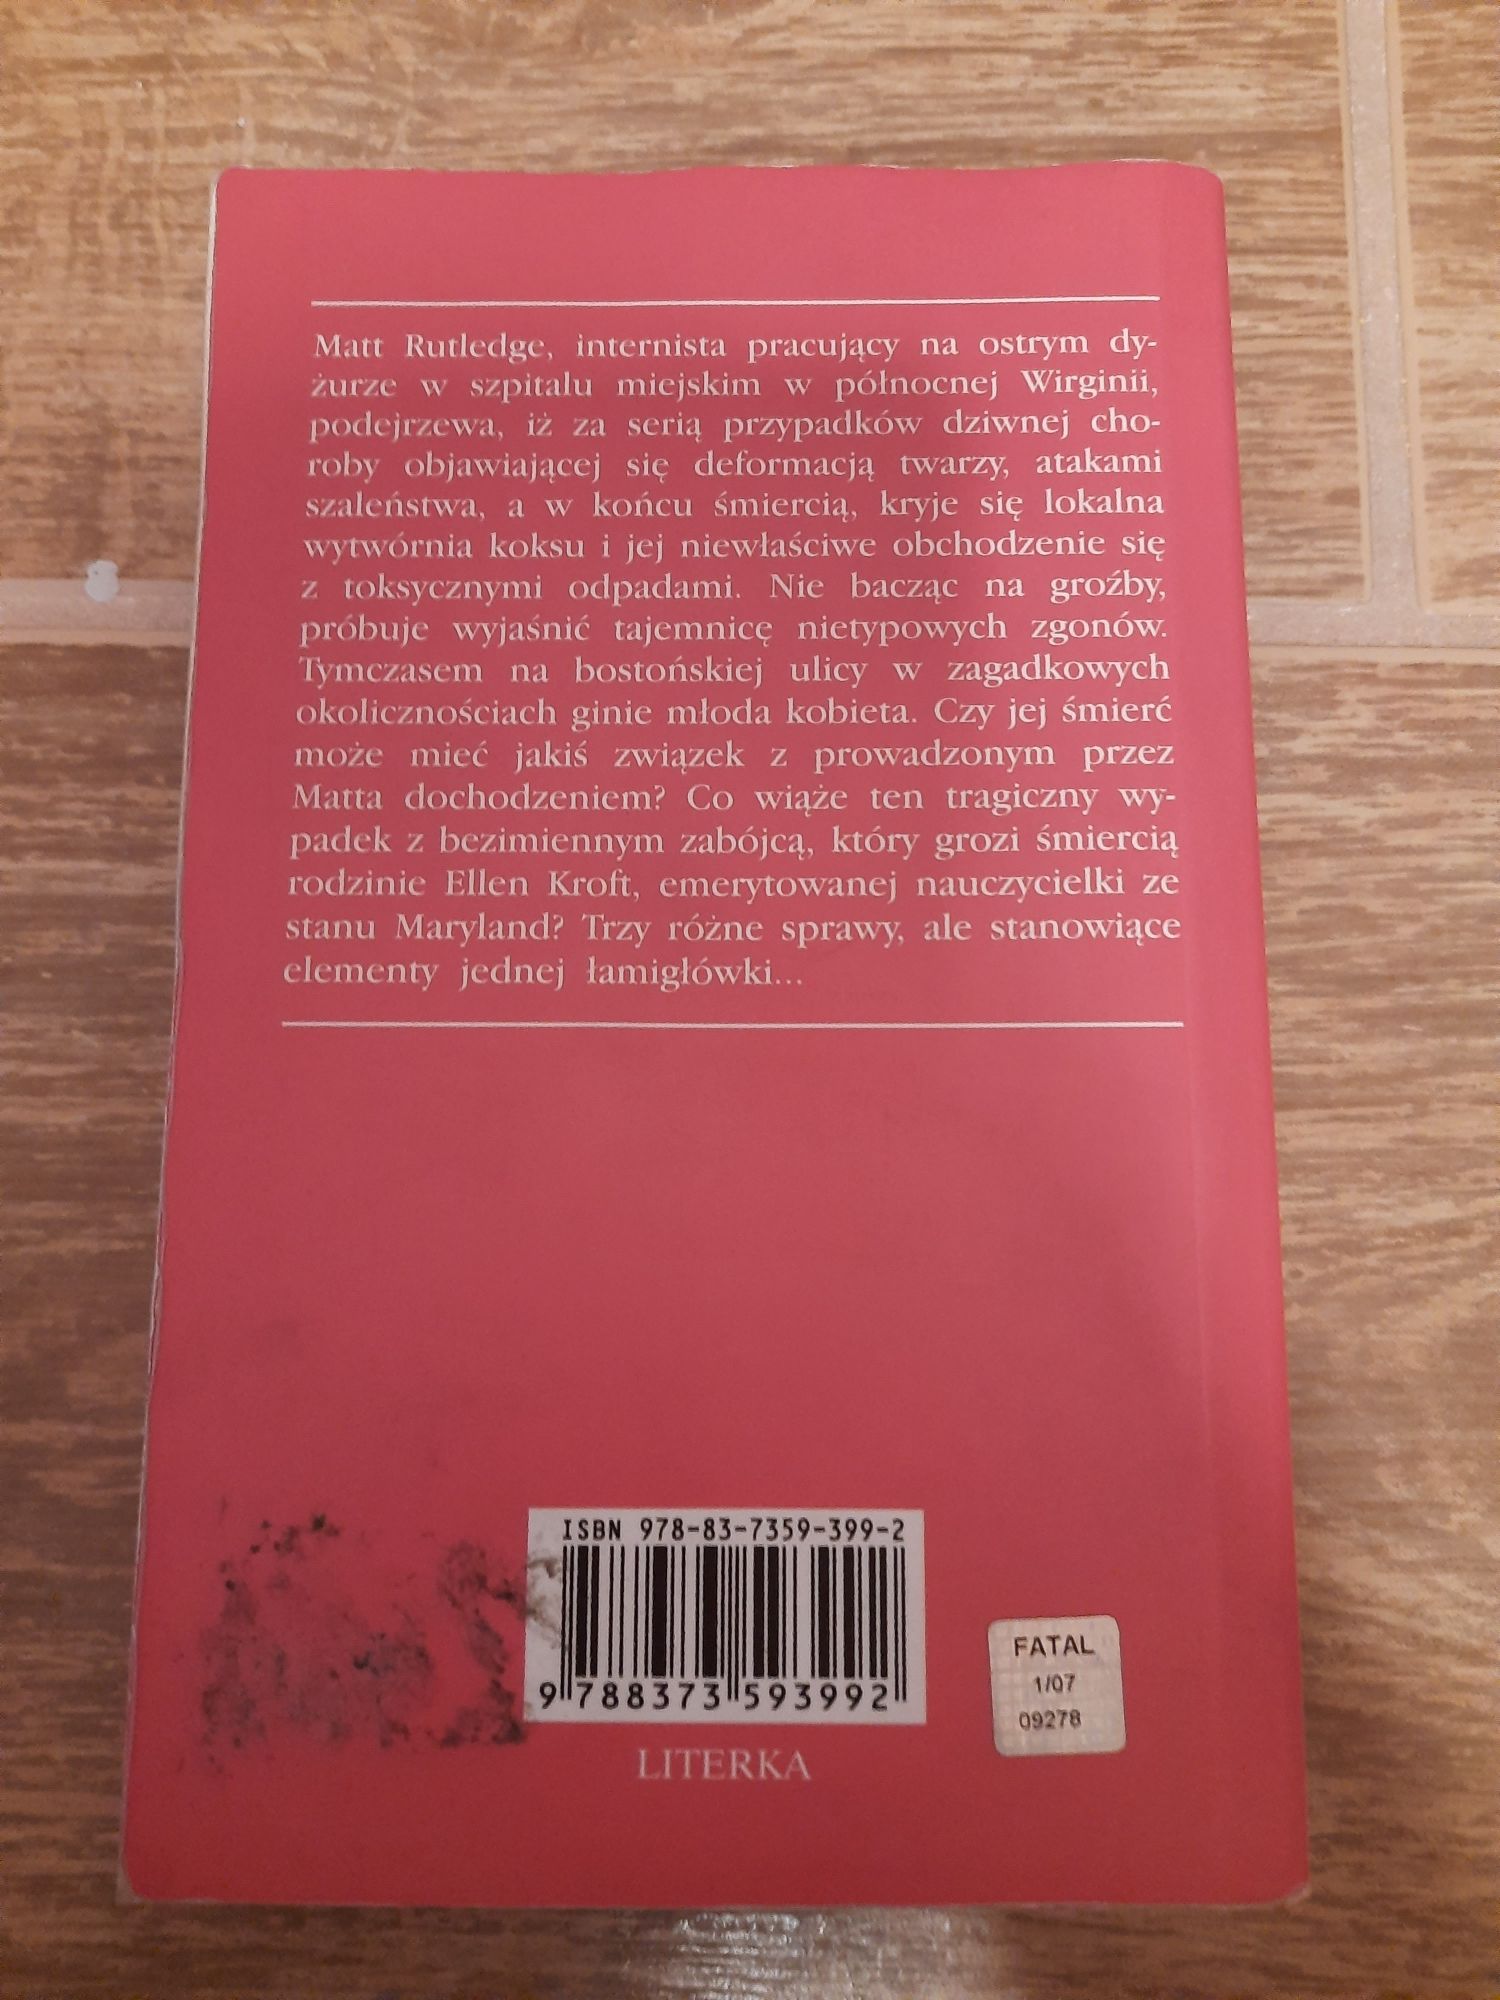 Matt Rutledge, internista pracujący na ostrym dy-
żurze w szpitalu miejskim w północnej Wirginii,
podejrzewa, iż za serią przypadków dziwnej cho-
roby objawiającej się deformacją twarzy, atakami
szaleństwa, a w końcu śmiercią, kryje się lokalna
wytwórnia koksu i jej niewłaściwe obchodzenie się
z toksycznymi odpadami. Nie bacząc na groźby,
próbuje wyjaśnić tajemnicę nietypowych zgonów.
Tymczasem na bostońskiej ulicy w zagadkowych
okolicznościach ginie młoda kobieta. Czy jej śmierć
może mieć jakiś związek z prowadzonym przez
Matta dochodzeniem? Co wiąże ten tragiczny wy-
padek z bezimiennym zabójcą, który grozi śmiercią
rodzinie Ellen Kroft, emerytowanej nauczycielki ze
stanu Maryland? Trzy różne sprawy, ale stanowiące
elementy jednej łamigłówki...
ISBN 978-83-7359-399-2
9 788373 593992
LITERKA
FATAL
1/07
09278